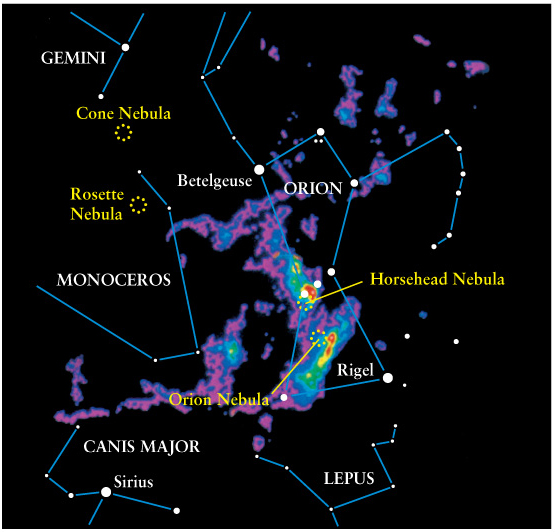 GEMINI
Cone Nebula
Betelgeuse
ORION
Rosette
Nebula
MONOCEROS
Horsehead Nebula
Rigel
Orion Nebula
CANIS MAJOR
Sirius
LEPUS